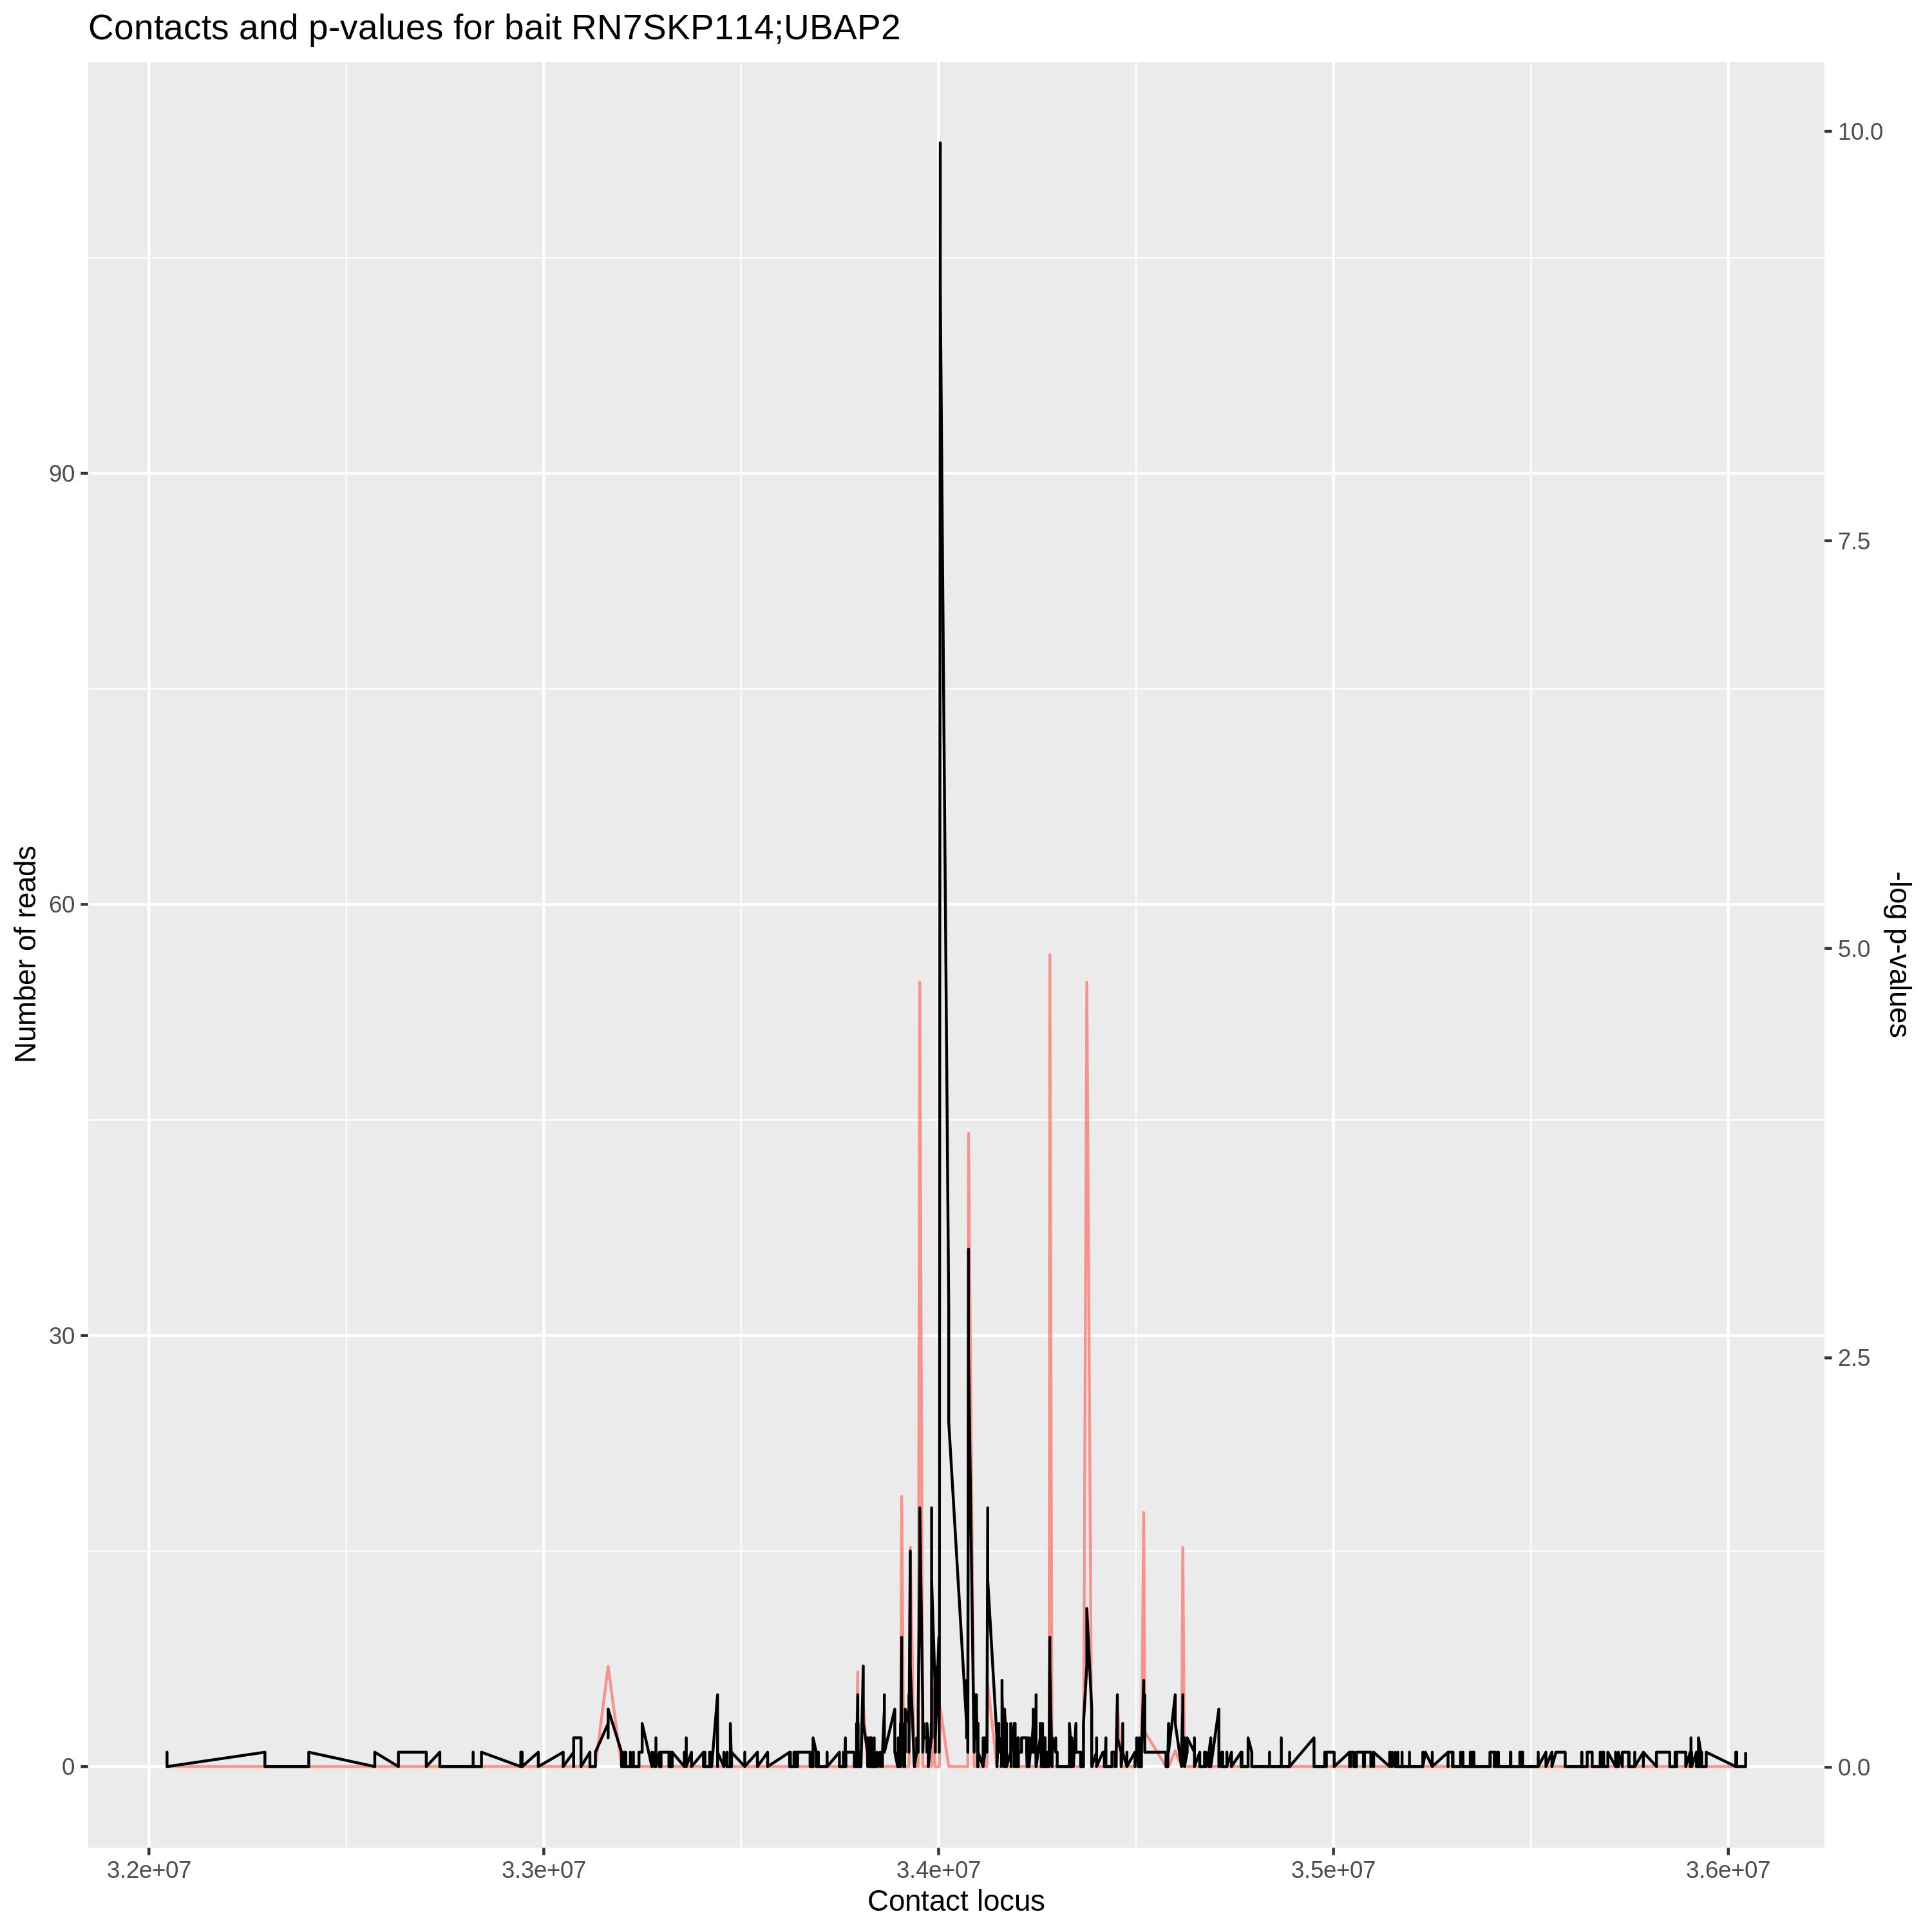 Contacts and p-values for bait RN7SKP114;UBAP2
Number of reads
90
60
30
0
10.0
7.5
5.0
2.5
0.0
-log p-values
3.2e+07 3.3e+07 3.4e+07 3.5e+07 3.6e+07
Contact locus